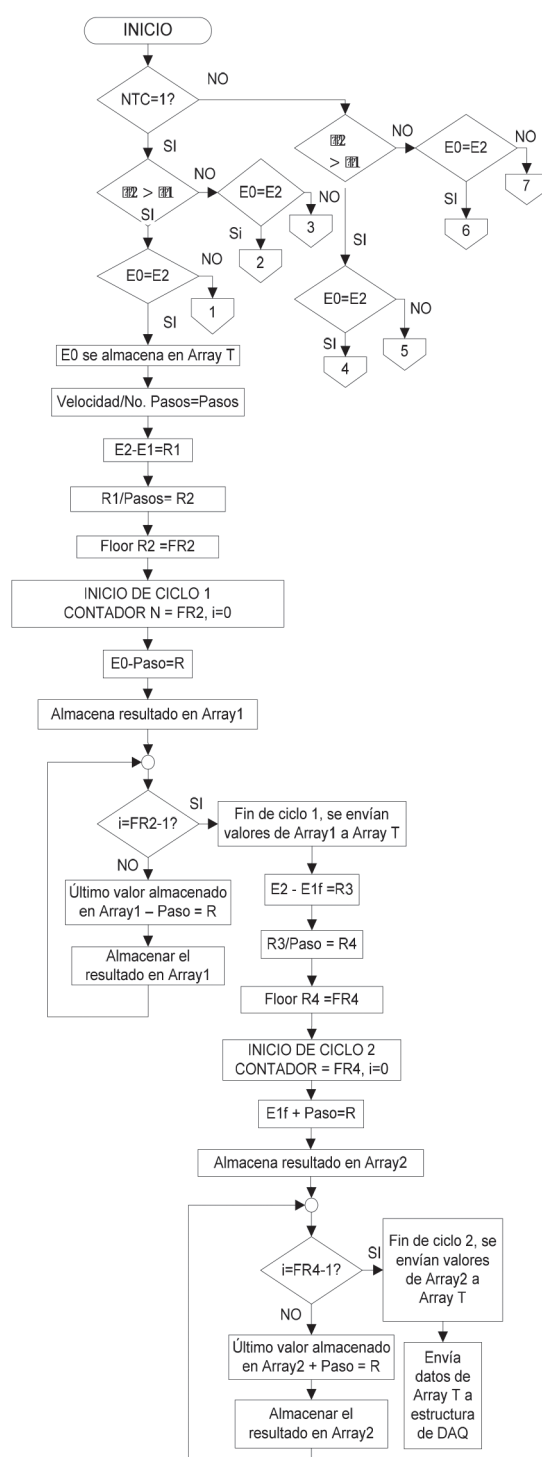 INICIO
NTC=1?
NO
SI
2 > 1
NO
E0=E2
NO
SI
Si
3
2
E0=E2
NO
1
SI
2
> 1
NO
E0=E2
NO
7
SI
6
SI
E0=E2
NO
SI
5
4
E0 se almacena en Array T
Velocidad/No. Pasos=Pasos
E2-E1=R1
R1/Pasos= R2
Floor R2 =FR2
INICIO DE CICLO 1
CONTADOR N = FR2, i=0
E0-Paso=R
Almacena resultado en Array1
i=FR2-1?
SI
NO
Último valor almacenado
en Array1 – Paso = R
Almacenar el
resultado en Array1
Fin de ciclo 1, se envían
valores de Array1 a Array T
E2 - E1f =R3
R3/Paso = R4
Floor R4 =FR4
INICIO DE CICLO 2
CONTADOR = FR4, i=0
E1f + Paso=R
Almacena resultado en Array2
i=FR4-1?
SI
NO
Último valor almacenado
en Array2 + Paso = R
Almacenar el
resultado en Array2
Fin de ciclo 2, se
envían valores
de Array2 a
Array T
Envía
datos de
Array T a
estructura
de DAQ